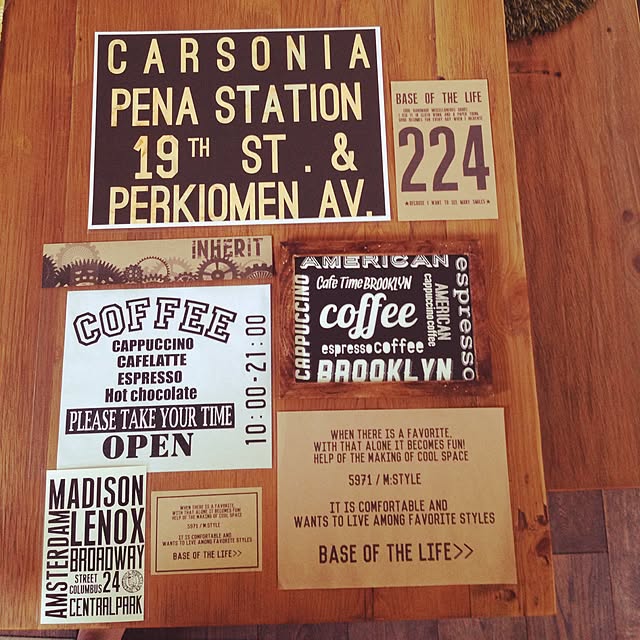 CARSONIA
PENA STATION
19TH ST. &
PERKIOMEN AV.
BASE OF THE LIFE
224
★BECAUSE I WANT TO SEE MANY SMILES★
INHERIT
COFFEE
CAPPUCCINO
CAFELATTE
ESPRESSO
Hot chocolate
PLEASE TAKE YOUR TIME
OPEN
10:00-21:00
AMERICAN
Cafe Time BROOKLYN
coffee
espresso coffee
BROOKLYN
CAPPUCCINO
cappuccino coffee
AMERICAN
espresso
MADISON
LENOX
BROADWAY
STREET
COLUMBUS 24
CENTRAL PARK
AMSTERDAM
WHEN THERE IS A FAVORITE,
WITH THAT ALONE IT BECOMES FUN!
HELP OF THE MAKING OF COOL SPACE
5971 / M:STYLE
IT IS COMFORTABLE AND
WANTS TO LIVE AMONG FAVORITE STYLES
BASE OF THE LIFE>>
WHEN THERE IS A FAVORITE,
WITH THAT ALONE IT BECOMES FUN!
HELP OF THE MAKING OF COOL SPACE
5971 / M:STYLE
IT IS COMFORTABLE AND
WANTS TO LIVE AMONG FAVORITE STYLES
BASE OF THE LIFE>>